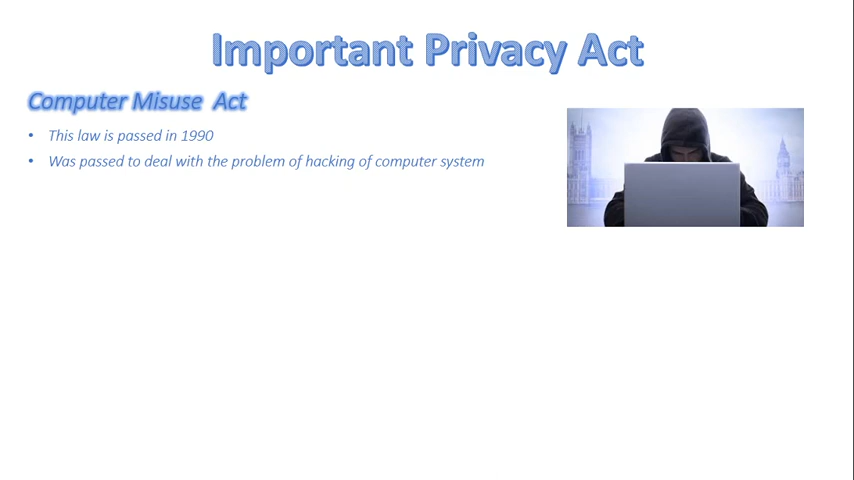 Important Privacy Act
Computer Misuse Act
• This law is passed in 1990
• Was passed to deal with the problem of hacking of computer system